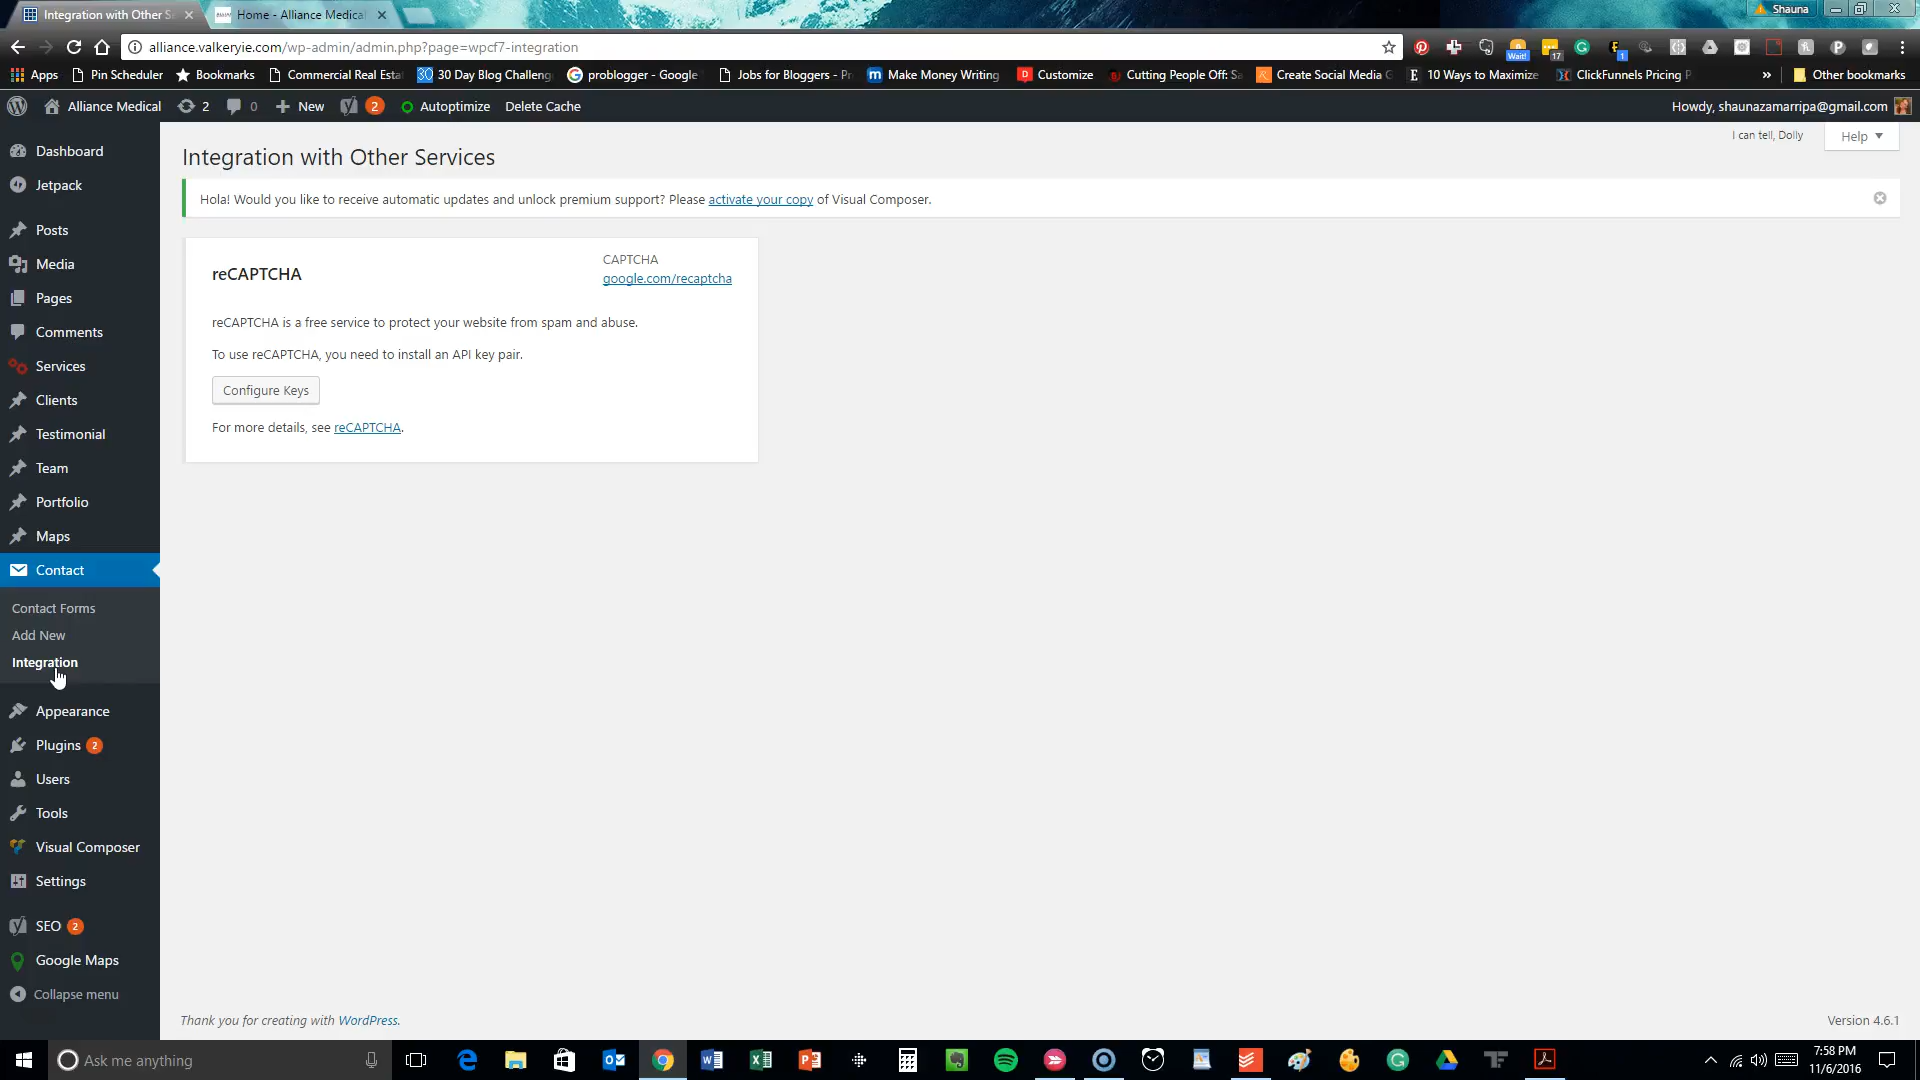 Integration with Other S
Home - Alliance Medical
Shauna
alliance.valkeryie.com/wp-admin/admin.php?page=wpcf7-integration
Wait!
17
1
Apps
Pin Scheduler
Bookmarks
Commercial Real Esta
30 Day Blog Challeng
problogger - Google
Jobs for Bloggers - Pr
Make Money Writing
Customize
Cutting People Off: Sa
Create Social Media G
10 Ways to Maximize
ClickFunnels Pricing P
»
Other bookmarks
Alliance Medical
2
0
New
2
Autoptimize
Delete Cache
Howdy, shaunazamarripa@gmail.com
I can tell, Dolly
Help
Integration with Other Services
Hola! Would you like to receive automatic updates and unlock premium support? Please activate your copy of Visual Composer.
reCAPTCHA
CAPTCHA
google.com/recaptcha
reCAPTCHA is a free service to protect your website from spam and abuse.
To use reCAPTCHA, you need to install an API key pair.
Configure Keys
For more details, see reCAPTCHA.
Dashboard
Jetpack
Posts
Media
Pages
Comments
Services
Clients
Testimonial
Team
Portfolio
Maps
Contact
Contact Forms
Add New
Integration
Appearance
Plugins 2
Users
Tools
Visual Composer
Settings
SEO 2
Google Maps
Collapse menu
Thank you for creating with WordPress.
Version 4.6.1
Ask me anything
7:58 PM
11/6/2016